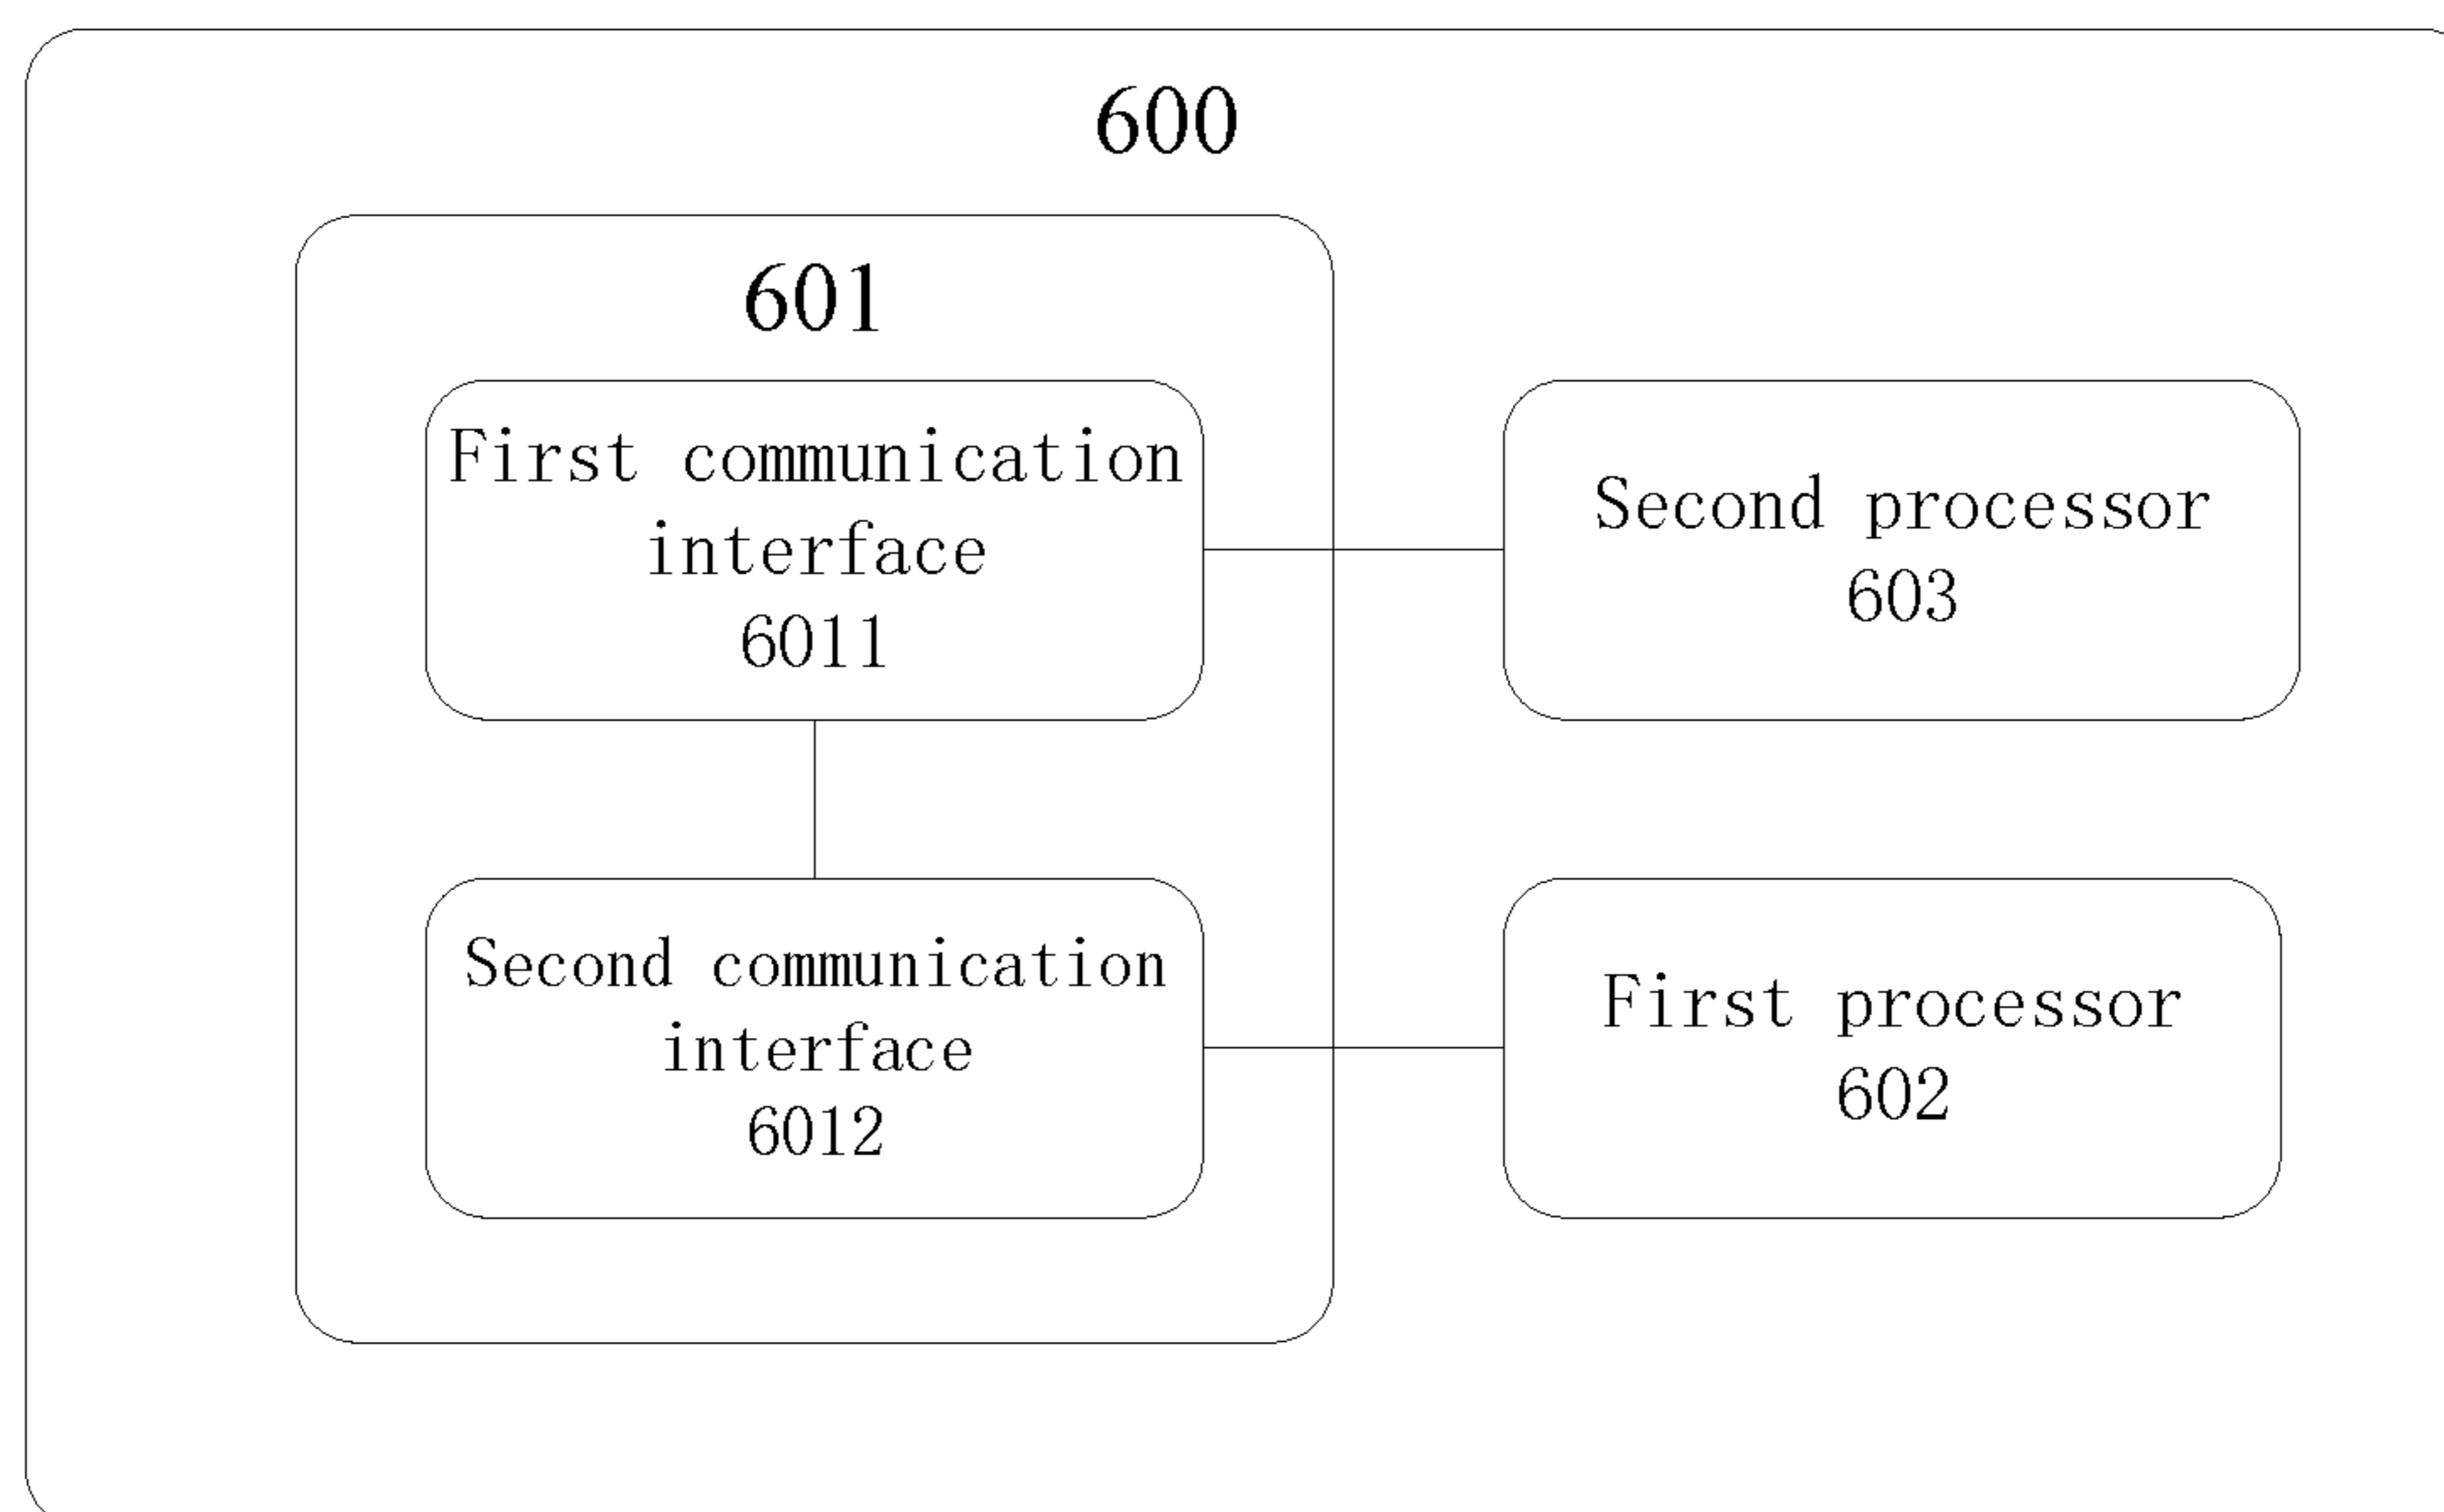 600
601
First communication
interface
6011
Second processor
603
Second communication
interface
6012
First processor
602